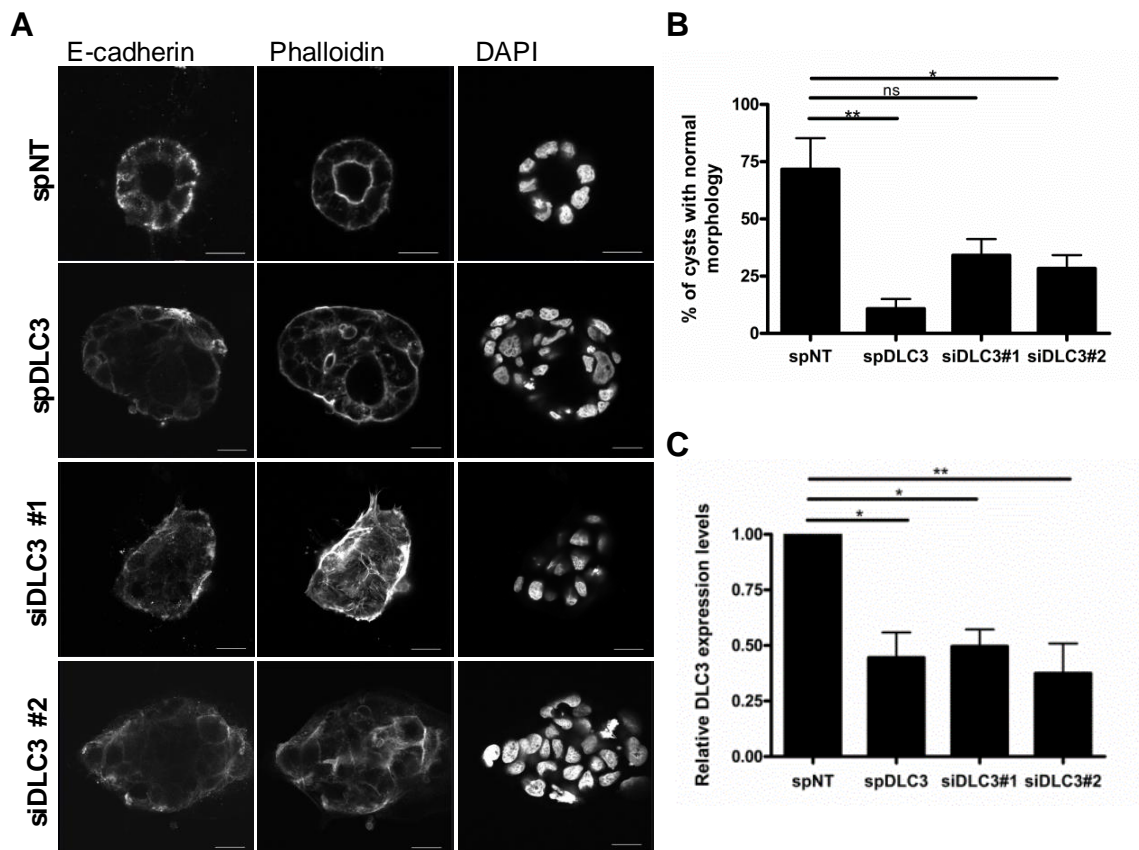 A
E-cadherin Phalloidin DAPI
spNT
spDLC3
siDLC3 #1
siDLC3 #2
B
*
ns
**
100
75
50
25
0
% of cysts with normal
morphology
spNT spDLC3 siDLC3#1 siDLC3#2
C
**
*
*
1.00
0.75
0.50
0.25
0.00
Relative DLC3 expression levels
spNT spDLC3 siDLC3#1 siDLC3#2